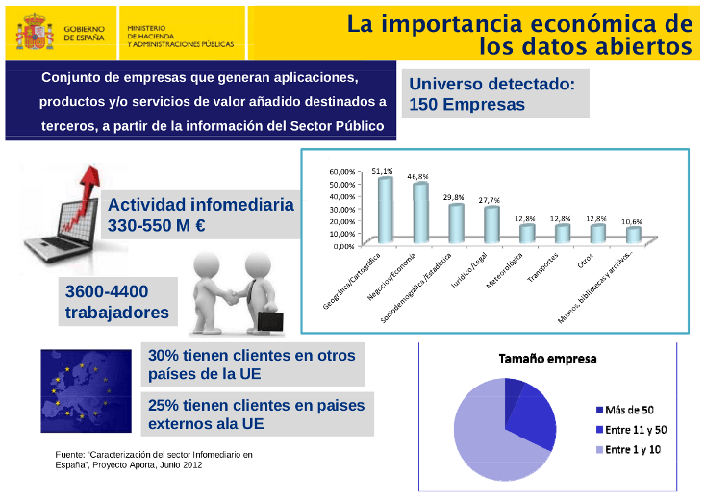 GOBIERNO
DE ESPAÑA
MINISTERIO
DE HACIENDA
Y ADMINISTRACIONES PÚBLICAS
La importancia económica de
los datos abiertos
Conjunto de empresas que generan aplicaciones,
productos y/o servicios de valor añadido destinados a
terceros, a partir de la información del Sector Público
Universo detectado:
150 Empresas
Actividad infomediaria
330-550 M €
3600-4400
trabajadores
60,00%
50,00%
40,00%
30,00%
20,00%
10,00%
0,00%
51,1%
46,8%
29,8%
27,7%
12,8%
12,8%
12,8%
10,6%
Geográfica/Cartográfica
Negocio/Economía
Sociodemográfica/Estadística
Jurídico/Legal
Meteorológica
Transportes
Otros
Museos, bibliotecas y archivos...
30% tienen clientes en otros
países de la UE
25% tienen clientes en paises
externos ala UE
Tamaño empresa
Más de 50
Entre 11 y 50
Entre 1 y 10
Fuente: "Caracterización del sector Infomediario en
España", Proyecto Aporta, Junio 2012